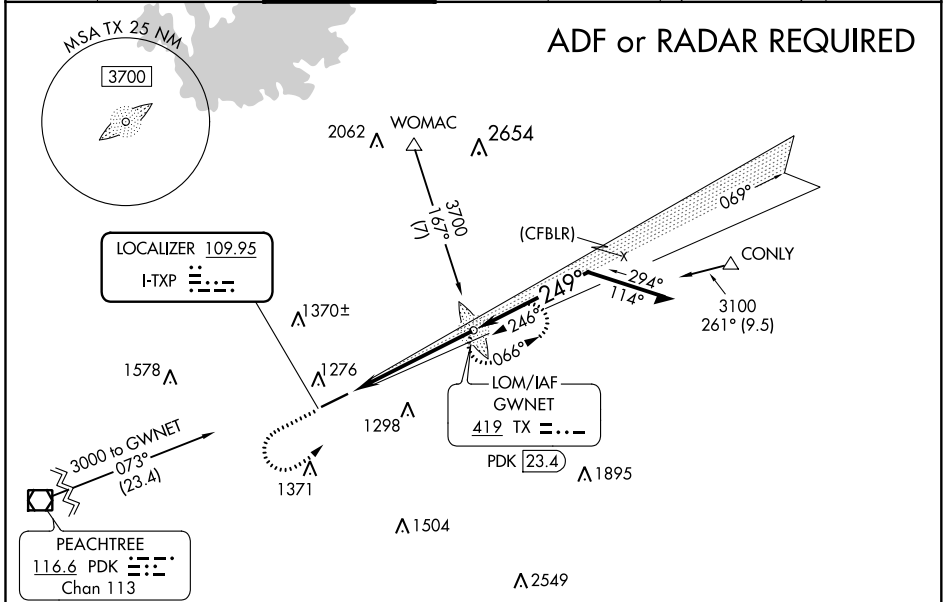 MSA TX 25 NM
3700
ADF or RADAR REQUIRED
2062
WOMAC
2654
3700
167°
(7)
069°
(CFBLR)
X
CONLY
LOCALIZER 109.95
I-TXP
249°
294°
114°
3100
261° (9.5)
1370±
246°
066°
1578
1276
LOM/IAF
GWNET
419 TX
1298
PDK 23.4
3000 to GWNET
073°
(23.4)
1371
1895
1504
PEACHTREE
116.6 PDK
Chan 113
2549